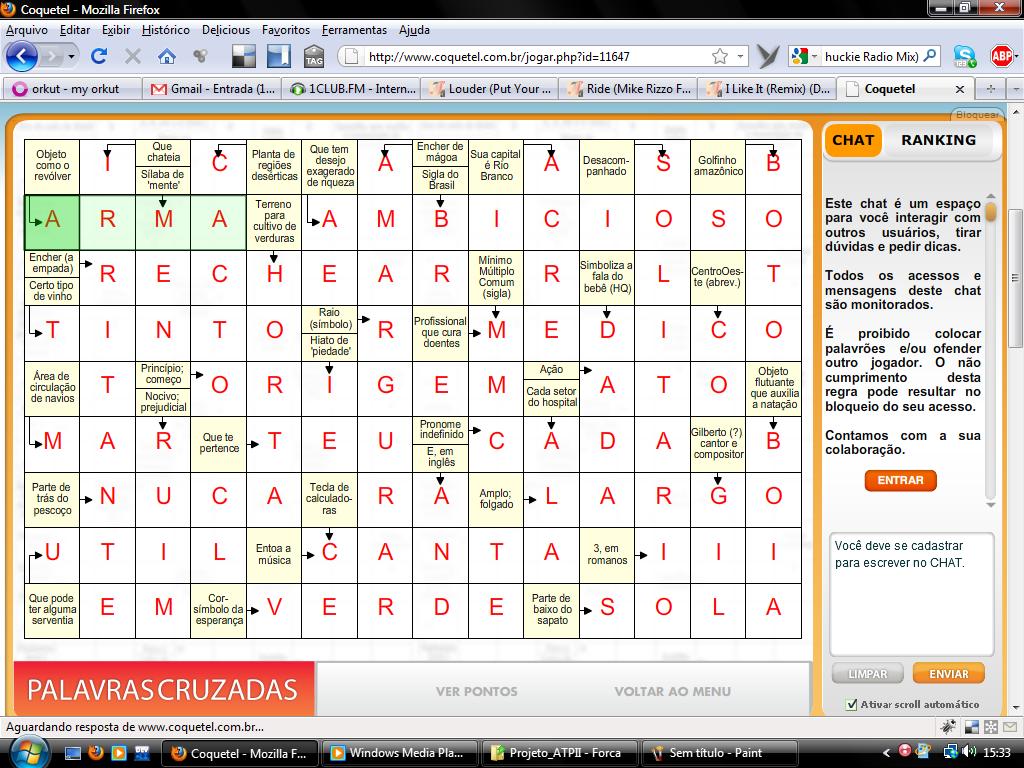 Coquetel - Mozilla Firefox
Arquivo Editar Exibir Histórico Delicious Favoritos Ferramentas Ajuda
TAG http://www.coquetel.com.br/jogar.php?id=11647 huckie Radio Mix) ABP
orkut - my orkut Gmail - Entrada (1... 1CLUB.FM - Intern... Louder (Put Your ... Ride (Mike Rizzo F... I Like It (Remix) (D... Coquetel
Bloquear
Objeto como o revólver I Que chateia Sílaba de 'mente' C Planta de regiões desérticas Que tem desejo exagerado de riqueza A Encher de mágoa Sigla do Brasil Sua capital é Rio Branco A Desacom-panhado S Golfinho amazônico B
A R M A Terreno para cultivo de verduras A M B I C I O S O
Encher (a empada) Certo tipo de vinho R E C H E A R Mínimo Múltiplo Comum (sigla) R Simboliza a fala do bebê (HQ) L CentroOes-te (abrev.) T
T I N T O Raio (símbolo) Hiato de 'piedade' R Profissional que cura doentes M E D I C O
Área de circulação de navios T Princípio; começo Nocivo; prejudicial O R I G E M Ação Cada setor do hospital A T O Objeto flutuante que auxilia a natação
M A R Que te pertence T E U Pronome indefinido E, em inglês C A D A Gilberto (?) cantor e compositor B
Parte de trás do pescoço N U C A Tecla de calculado-ras R A Amplo; folgado L A R G O
U T I L Entoa a música C A N T A 3, em romanos I I I
Que pode ter alguma serventia E M Cor-símbolo da esperança V E R D E Parte de baixo do sapato S O L A
PALAVRAS CRUZADAS VER PONTOS VOLTAR AO MENU
CHAT RANKING
Este chat é um espaço
para você interagir com
outros usuários, tirar
dúvidas e pedir dicas.
Todos os acessos e
mensagens deste chat
são monitorados.
É proibido colocar
palavrões e/ou ofender
outro jogador. O não
cumprimento desta
regra pode resultar no
bloqueio do seu acesso.
Contamos com a sua
colaboração.
ENTRAR
Você deve se cadastrar
para escrever no CHAT.
LIMPAR ENVIAR
Ativar scroll automático
Aguardando resposta de www.coquetel.com.br...
Coquetel - Mozilla F... Windows Media Pla... Projeto_ATPII - Forca Sem título - Paint 15:33